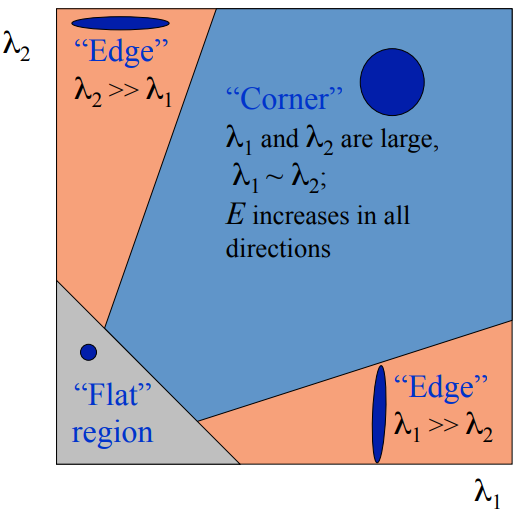 λ₂
“Edge”
λ₂ >> λ₁
“Corner”
λ₁ and λ₂ are large,
λ₁ ~ λ₂;
E increases in all
directions
“Flat”
region
“Edge”
λ₁ >> λ₂
λ₁